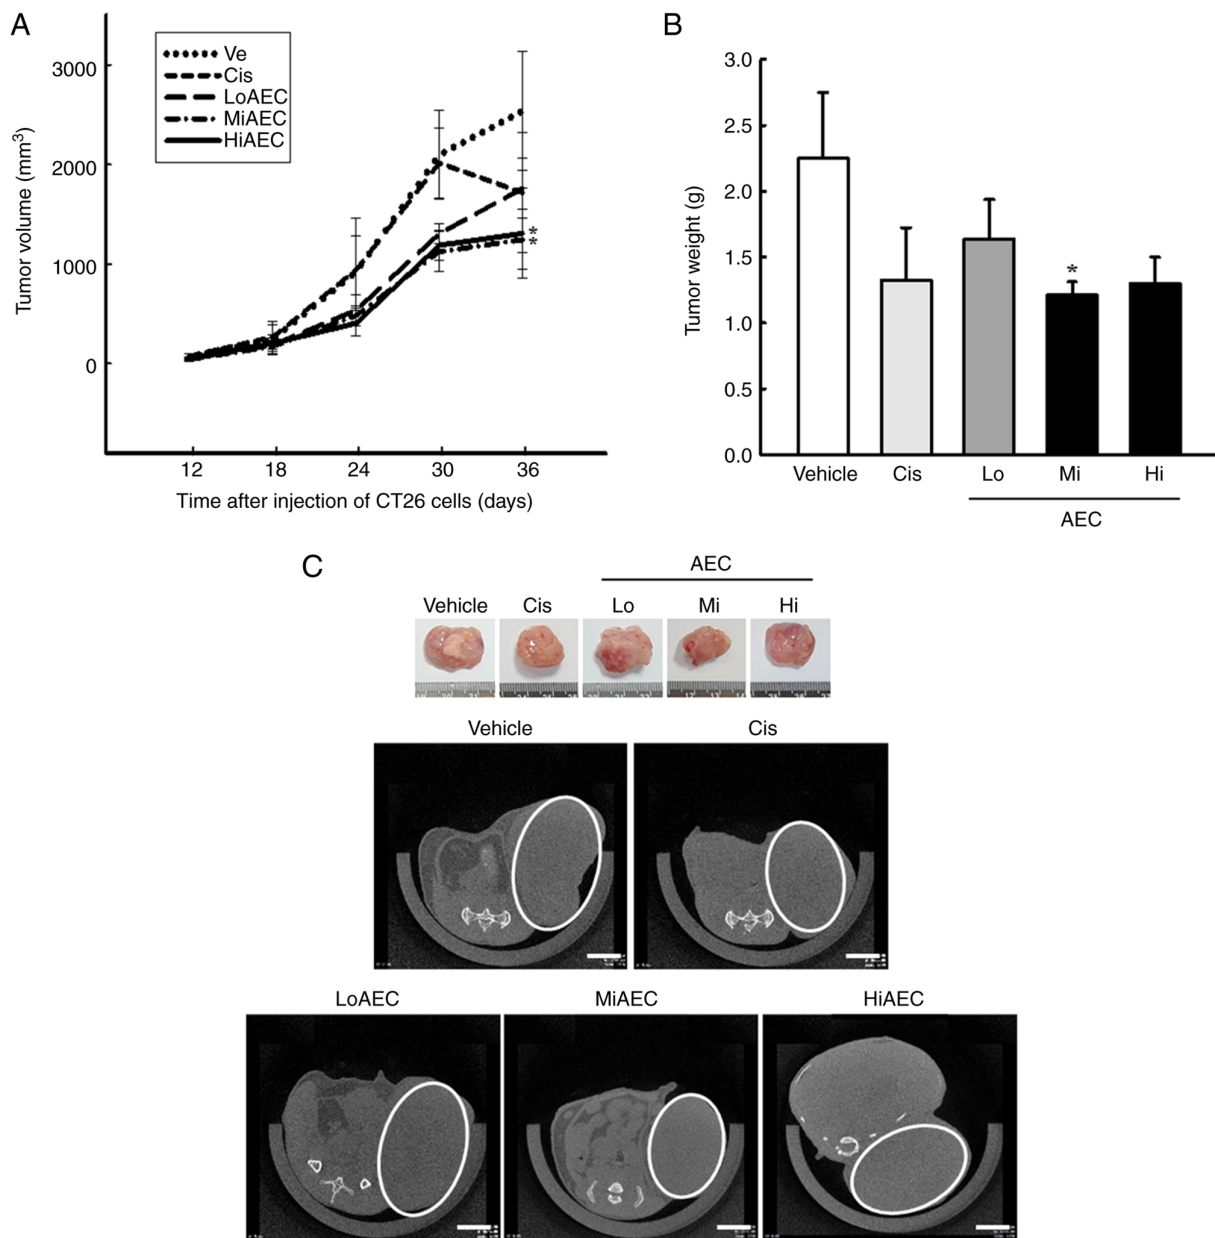 A
Ve
Cis
LoAEC
MiAEC
HiAEC
Tumor volume (mm³)
3000
2000
1000
0
*
*
12 18 24 30 36
Time after injection of CT26 cells (days)
B
Tumor weight (g)
3.0
2.5
2.0
1.5
1.0
0.5
0.0
*
Vehicle Cis Lo Mi Hi
AEC
C
AEC
Vehicle Cis Lo Mi Hi
Vehicle Cis
LoAEC MiAEC HiAEC